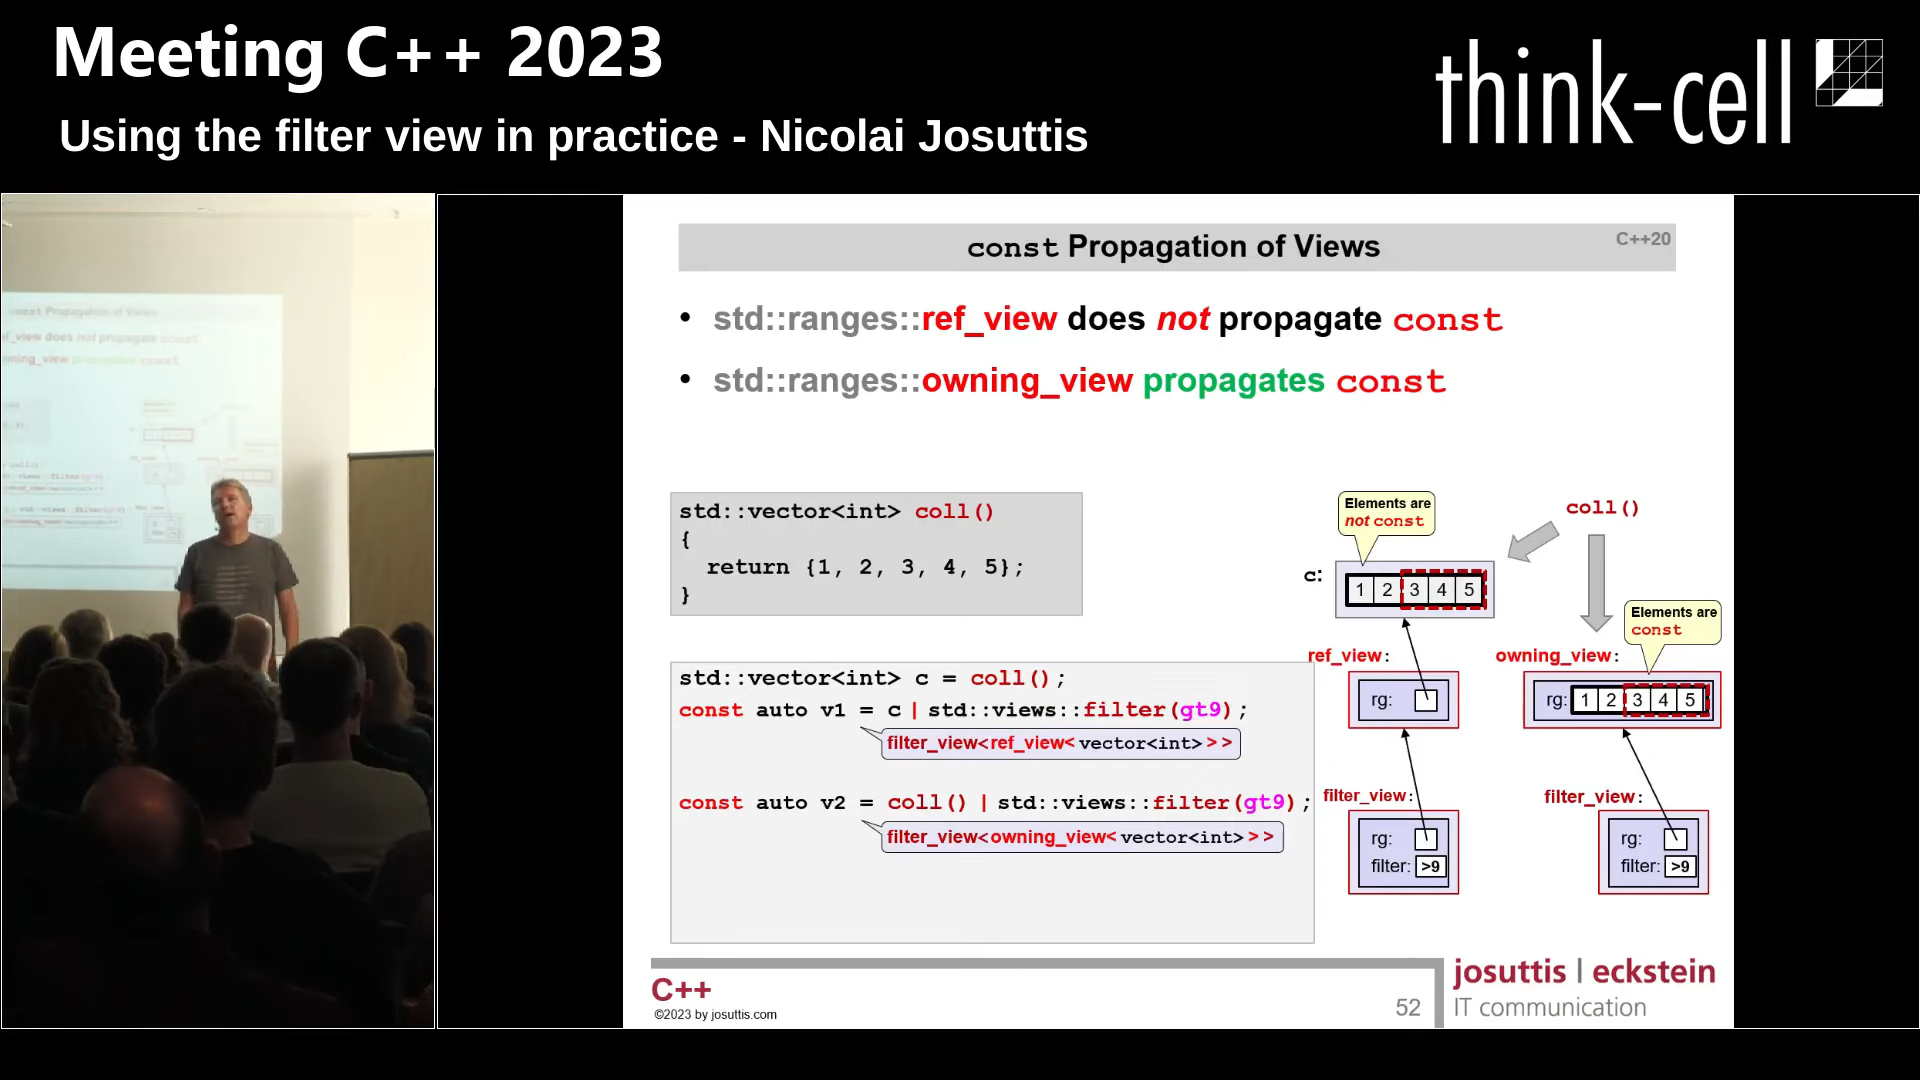 Meeting C++ 2023
Using the filter view in practice - Nicolai Josuttis
think-cell
const Propagation of Views
C++20
• std::ranges::ref_view does not propagate const
• std::ranges::owning_view propagates const
std::vector<int> coll()
{
return {1, 2, 3, 4, 5};
}
std::vector<int> c = coll();
const auto v1 = c | std::views::filter(gt9);
filter_view<ref_view<vector<int>>>
const auto v2 = coll() | std::views::filter(gt9);
filter_view<owning_view<vector<int>>>
Elements are
not const
coll()
c:
1 2 3 4 5
Elements are
const
ref_view:
rg:
owning_view:
rg: 1 2 3 4 5
filter_view:
rg:
filter: >9
filter_view:
rg:
filter: >9
C++
©2023 by josuttis.com
52
josuttis | eckstein
IT communication